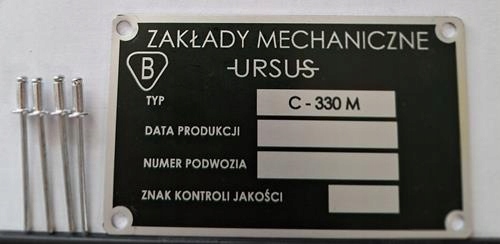 ZAKŁADY MECHANICZNE
B
URSUS
TYP C - 330 M
DATA PRODUKCJI
NUMER PODWOZIA
ZNAK KONTROLI JAKOŚCI